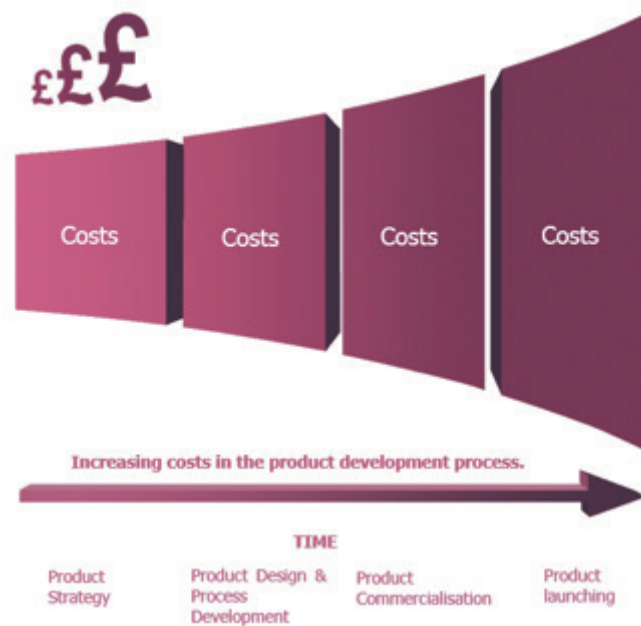 £££
Costs
Costs
Costs
Costs
Increasing costs in the product development process.
TIME
Product
Strategy
Product Design &
Process
Development
Product
Commercialisation
Product
launching